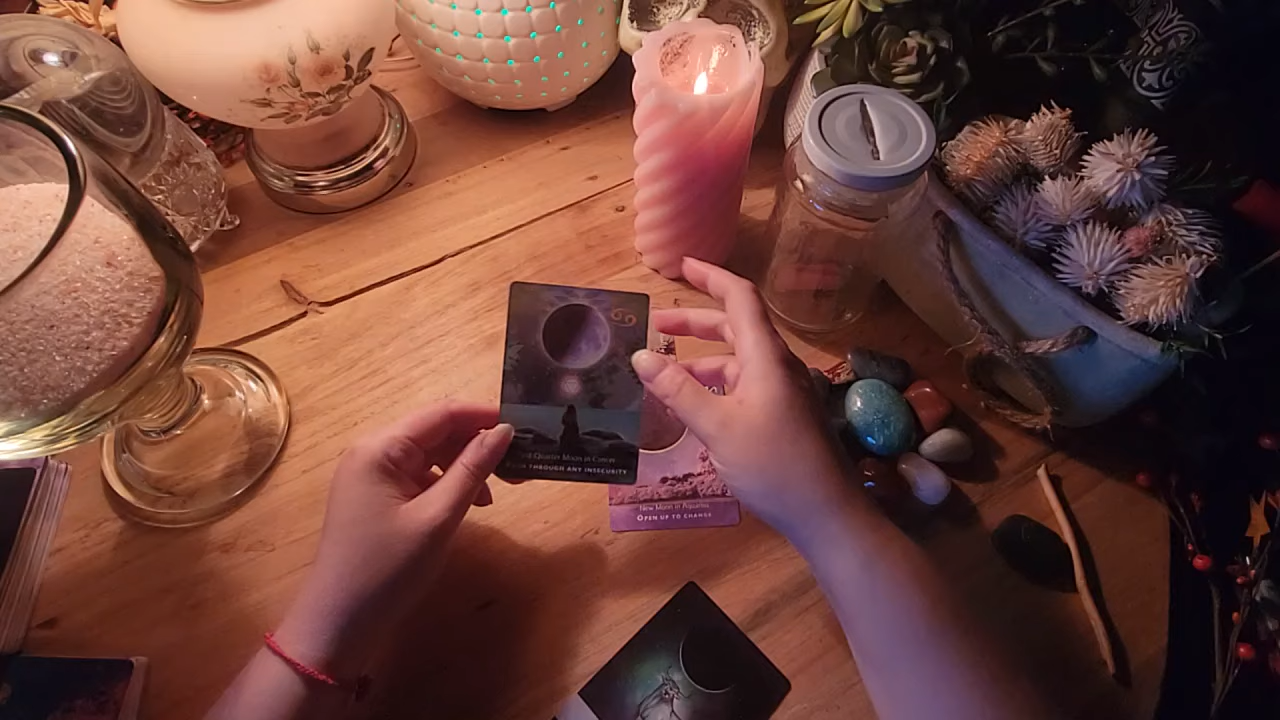 Quarter Moon in Cancer
THROUGH ANY INSECURITY
New Moon in Aquarius
OPEN UP TO CHANGE